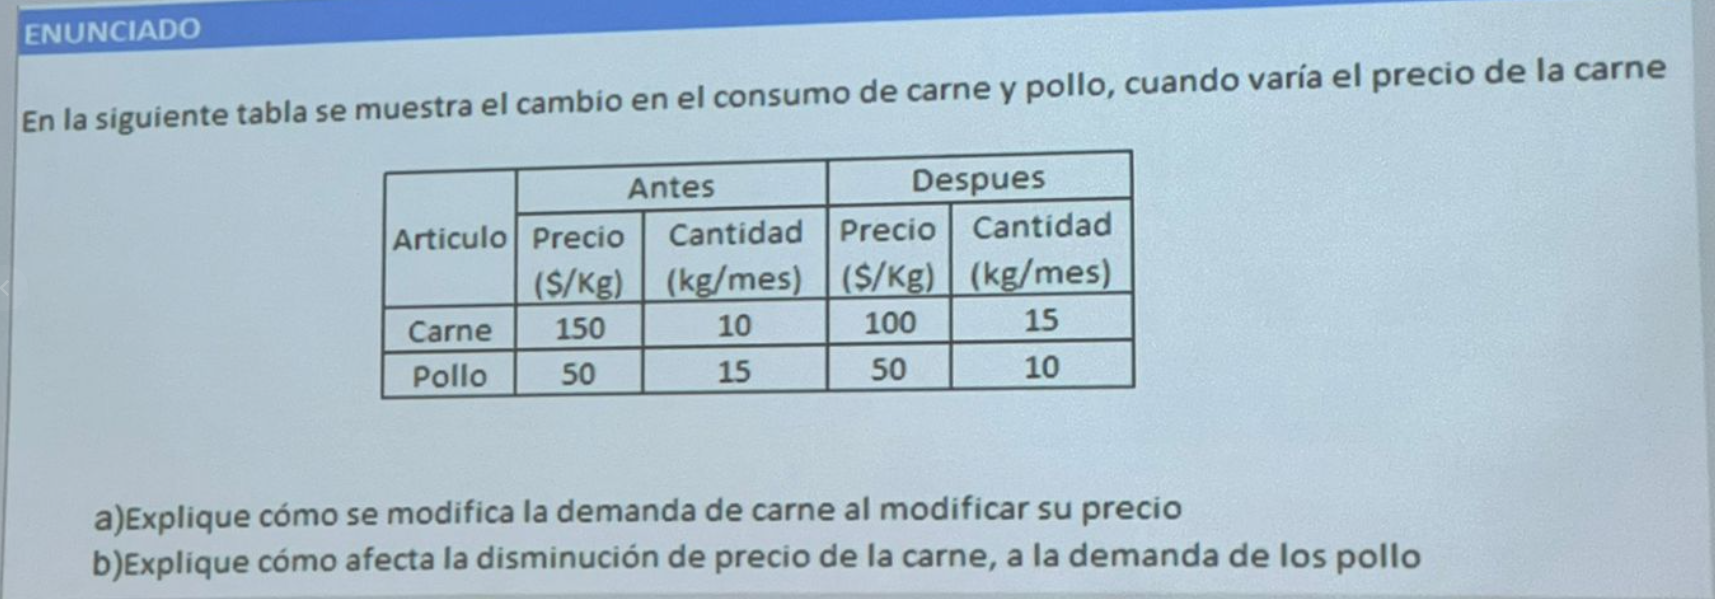 ENUNCIADO
En la siguiente tabla se muestra el cambio en el consumo de carne y pollo, cuando varía el precio de la carne
Antes Despues
Articulo Precio Cantidad Precio Cantidad
($/Kg) (kg/mes) ($/Kg) (kg/mes)
Carne 150 10 100 15
Pollo 50 15 50 10
a)Explique cómo se modifica la demanda de carne al modificar su precio
b)Explique cómo afecta la disminución de precio de la carne, a la demanda de los pollo